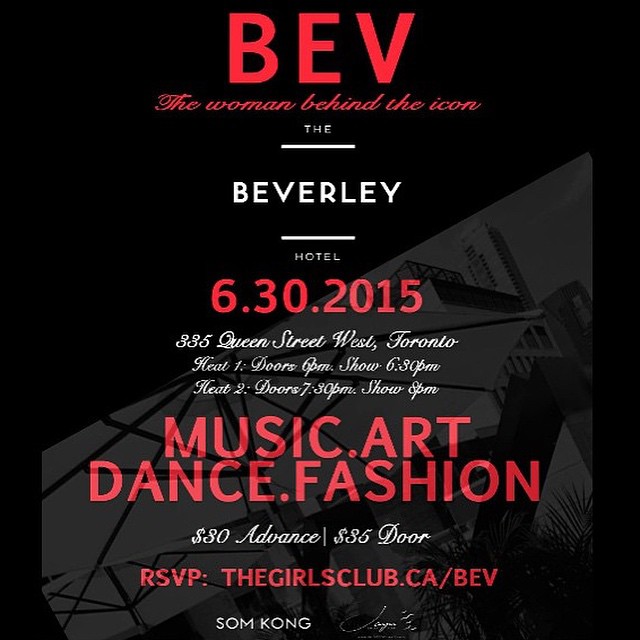 BEV
The woman behind the icon
THE
BEVERLEY
HOTEL
6.30.2015
335 Queen Street West, Toronto
Heat 1: Doors 6pm. Show 6:30pm
Heat 2: Doors7:30pm. Show 8pm
MUSIC.ART
DANCE.FASHION
$30 Advance| $35 Door
RSVP: THEGIRLSCLUB.CA/BEV
SOM KONG